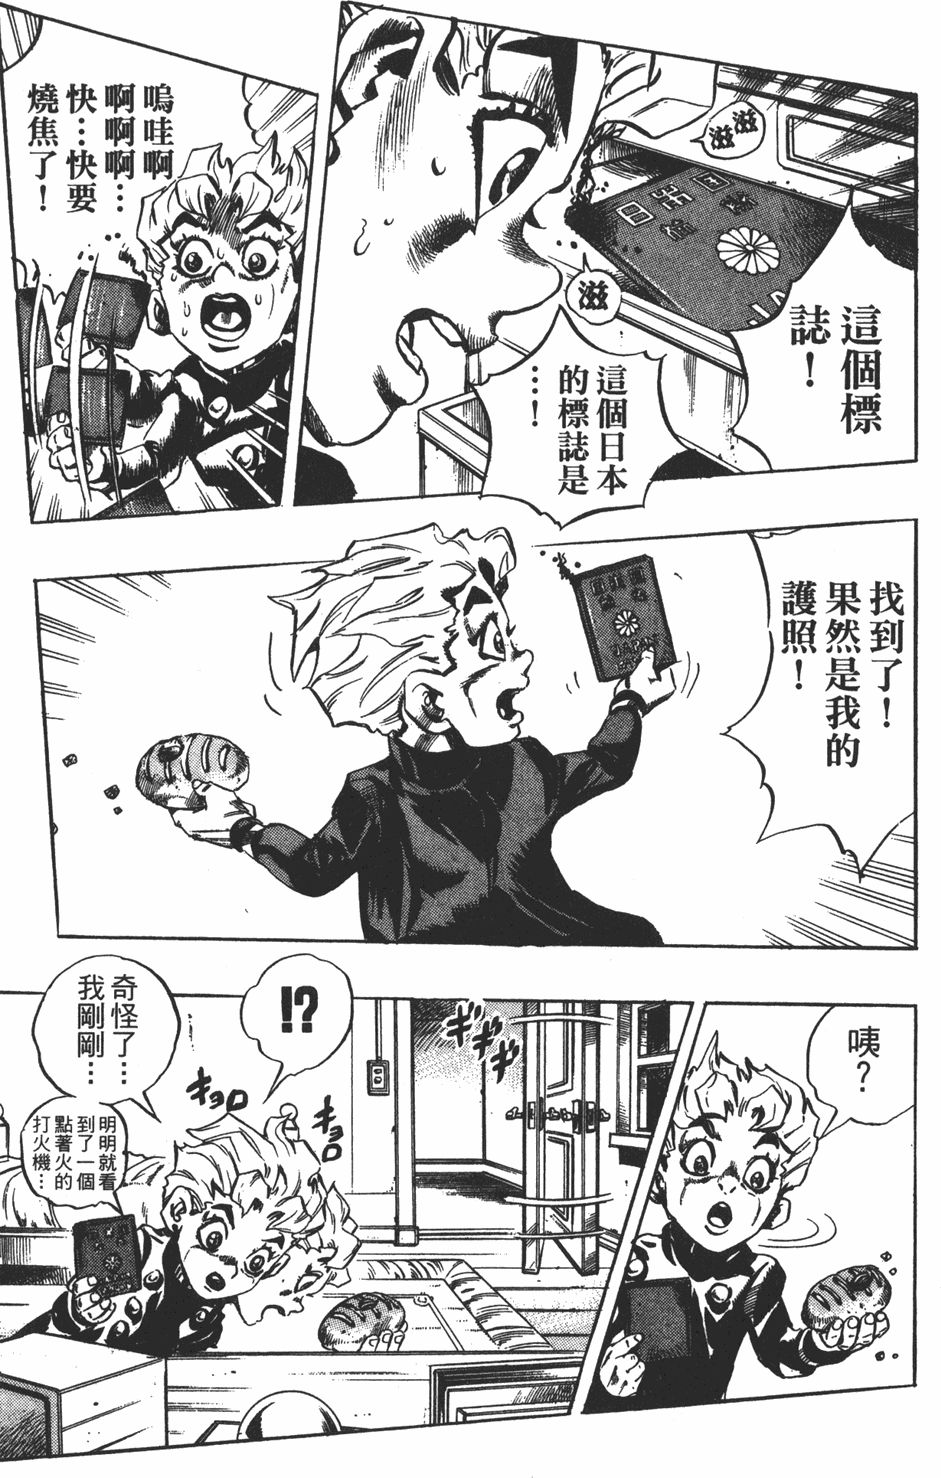 滋滋
這個標
誌！
滋
這個日本
的標誌是
…！
嗚哇啊
啊啊啊…
快…快要
燒焦了！
找到了！
果然是我的
護照！
JAPAN
咦？
ギギギ
!?
キョロ
キョロ
奇怪了…
我剛剛…
明明就看
到了一個
點著火的
打火機…